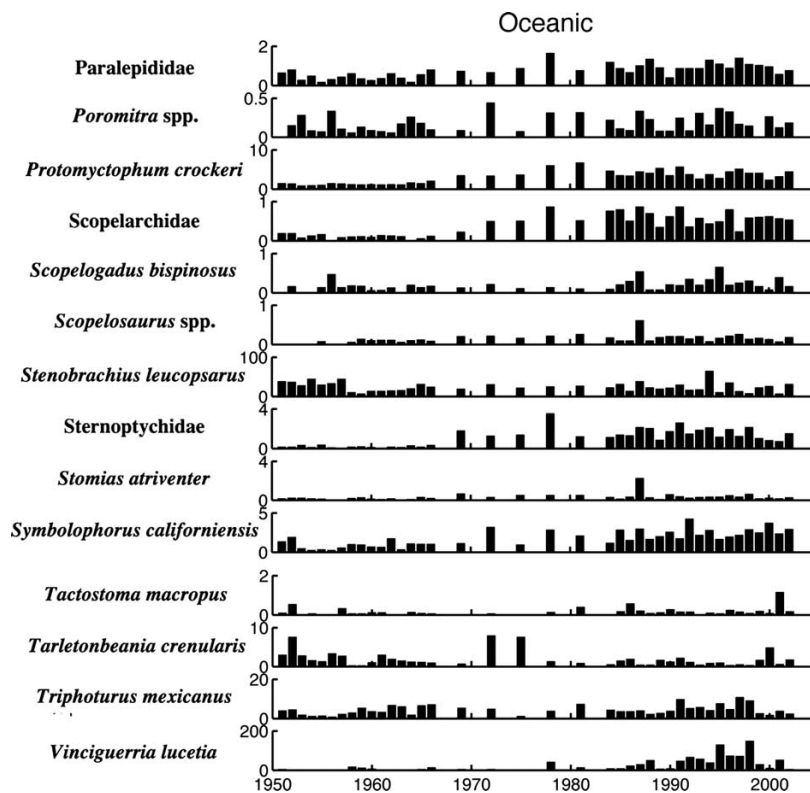 Oceanic
2
Paralepididae
0
0.5
Poromitra spp.
0
10
Protomyctophum crockeri
0
1
Scopelarchidae
0
1
Scopelogadus bispinosus
0
1
Scopelosaurus spp.
0
100
Stenobrachius leucopsarus
0
4
Sternoptychidae
0
4
Stomias atriventer
0
5
Symbolophorus californiensis
0
2
Tactostoma macropus
0
10
Tarletonbeania crenularis
0
20
Triphoturus mexicanus
0
200
Vinciguerria lucetia
0
1950 1960 1970 1980 1990 2000